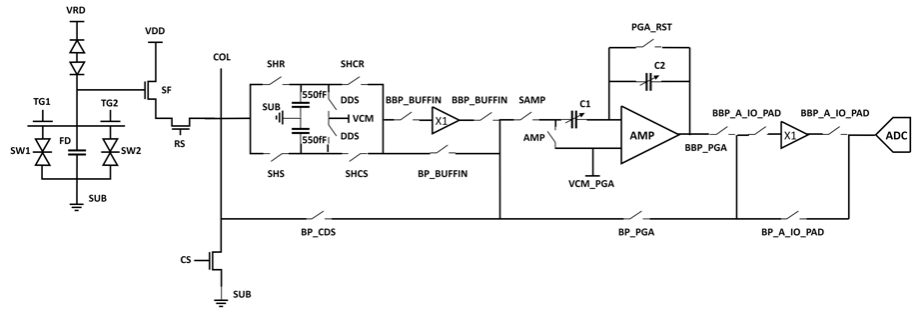 VRD
VDD
COL
PGA_RST
SHR
SHCR
C2
TG1
TG2
SF
SUB
550fF
DDS
BBP_BUFFIN
BBP_BUFFIN
SAMP
C1
BBP_A_IO_PAD
BBP_A_IO_PAD
VCM
X1
AMP
AMP
X1
ADC
SW1
FD
SW2
RS
550fF
DDS
BBP_PGA
SHS
SHCS
BP_BUFFIN
VCM_PGA
SUB
BP_CDS
BP_PGA
BP_A_IO_PAD
CS
SUB